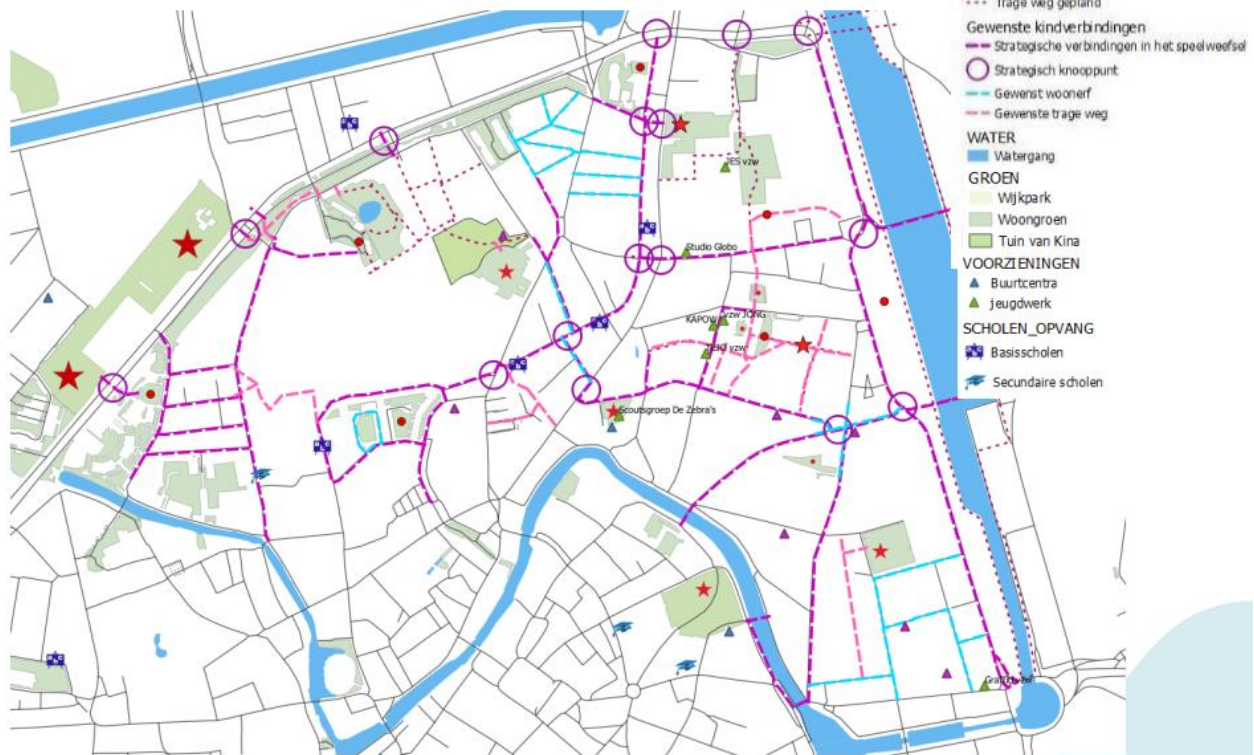 Trage weg gepland
Gewenste kindverbindingen
Strategische verbindingen in het speelweefsel
Strategisch knooppunt
Gewenst woonerf
Gewenste trage weg
WATER
Watergang
GROEN
Wijkpark
Woongroen
Tuin van Kina
VOORZIENINGEN
Buurtcentra
jeugdwerk
SCHOLEN_OPVANG
Basisscholen
Secundaire scholen
JES vzw
Studio Globo
KAPOW
vzw JONG
Scoutsgroep De Zebra's